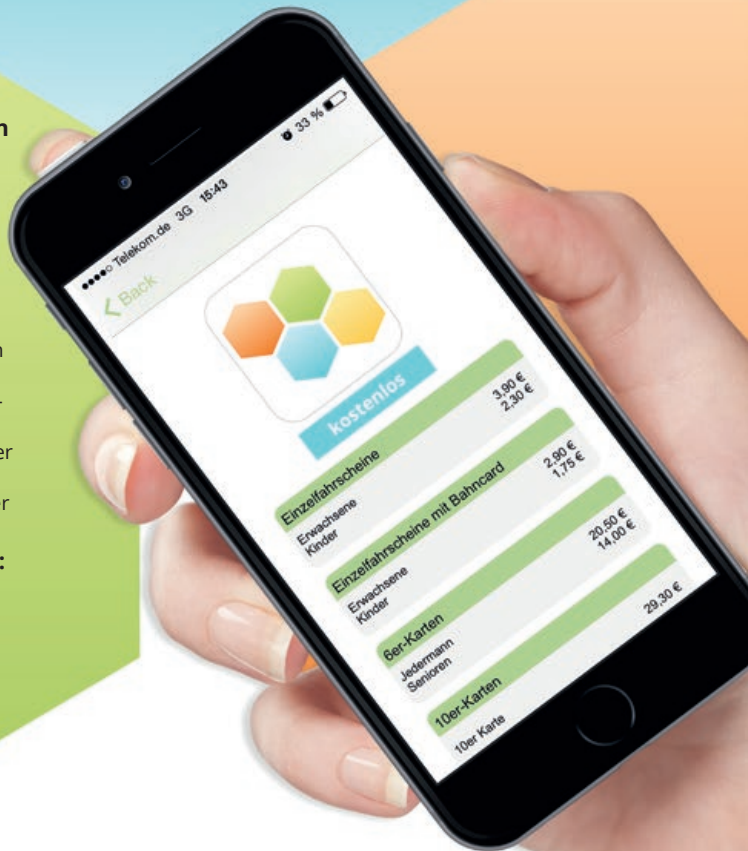 n
n
-
er
er
:
●●●●○ Telekom.de 3G 15:43 33 %
Back
kostenlos
Einzelfahrscheine
Erwachsene 3,90 €
Kinder 2,30 €
Einzelfahrscheine mit Bahncard
Erwachsene 2,90 €
Kinder 1,75 €
6er-Karten
Jedermann 20,50 €
Senioren 14,00 €
10er-Karten
10er Karte 29,30 €